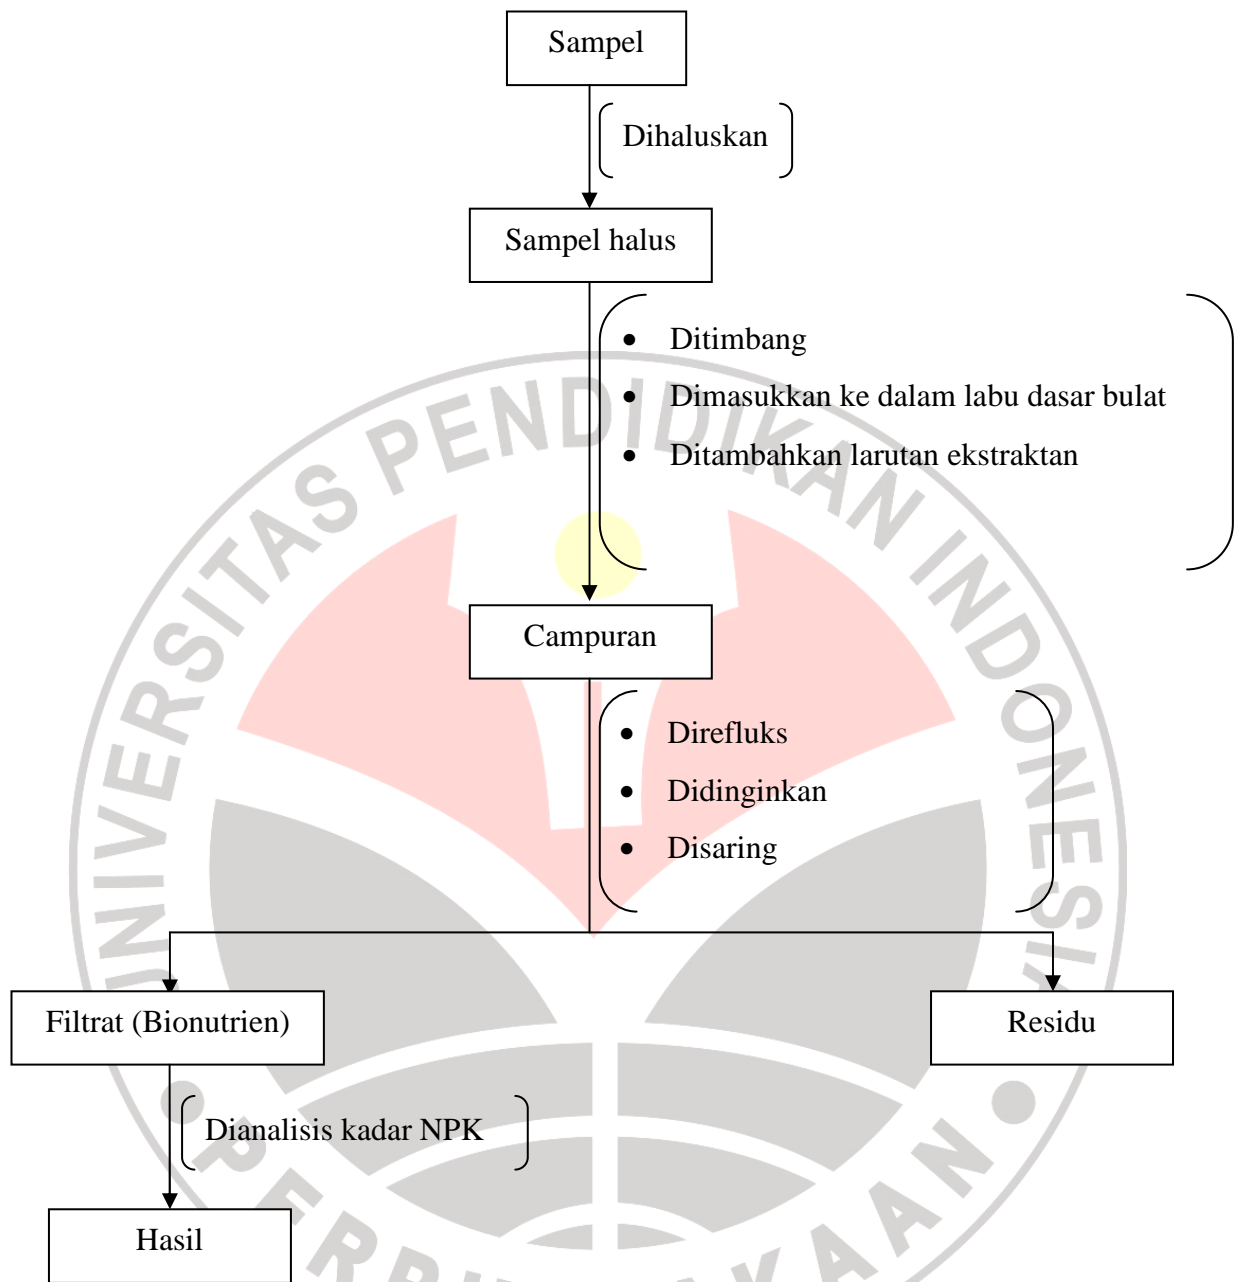 Sampel
Dihaluskan
Sampel halus
• Ditimbang
• Dimasukkan ke dalam labu dasar bulat
• Ditambahkan larutan ekstraktan
Campuran
• Direfluks
• Didinginkan
• Disaring
Filtrat (Bionutrien)
Residu
Dianalisis kadar NPK
Hasil
UNIVERSITAS PENDIDIKAN INDONESIA